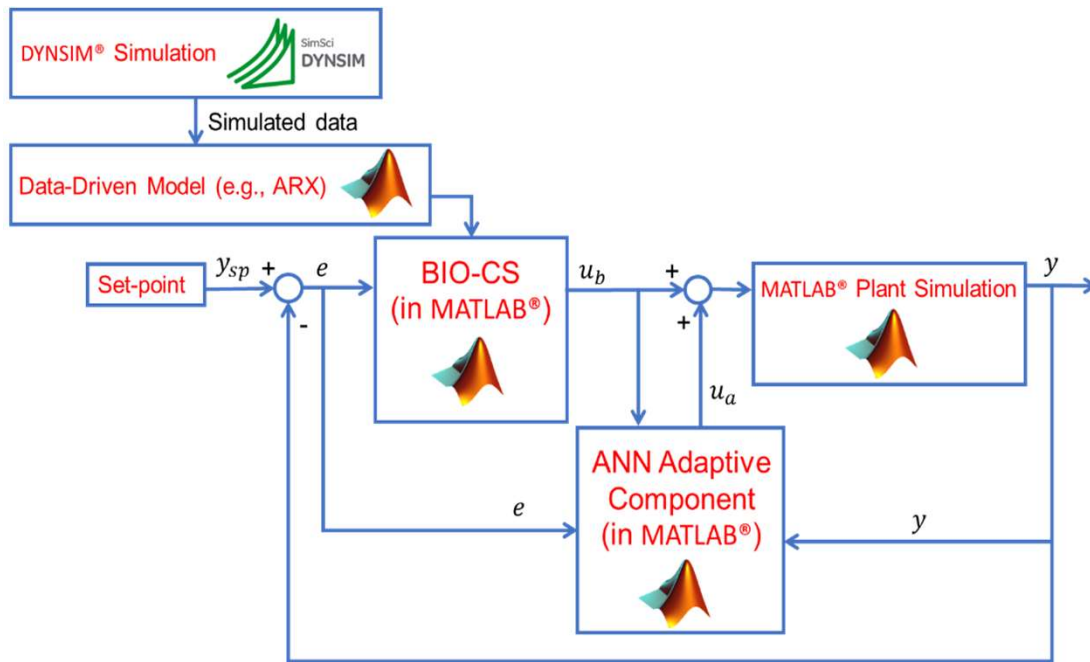 DYNSIM® Simulation
SimSci
DYNSIM
Simulated data
Data-Driven Model (e.g., ARX)
Set-point
y_sp
+
e
-
BIO-CS
(in MATLAB®)
u_b
+
+
MATLAB® Plant Simulation
y
u_a
ANN Adaptive
Component
(in MATLAB®)
e
y